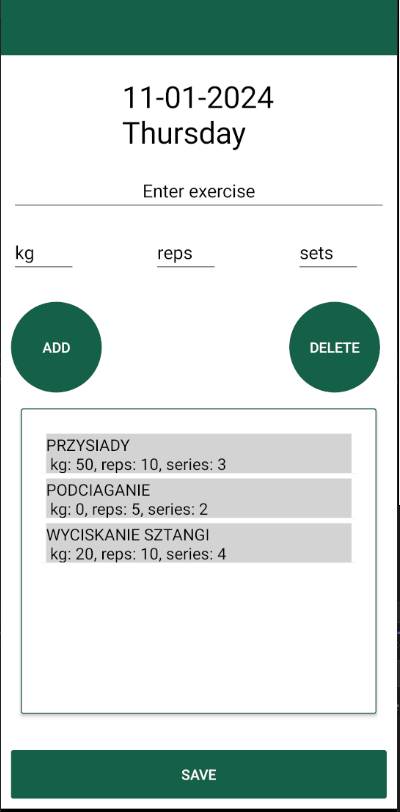 11-01-2024
Thursday
Enter exercise
kg reps sets
ADD DELETE
PRZYSIADY
kg: 50, reps: 10, series: 3
PODCIAGANIE
kg: 0, reps: 5, series: 2
WYCISKANIE SZTANGI
kg: 20, reps: 10, series: 4
SAVE